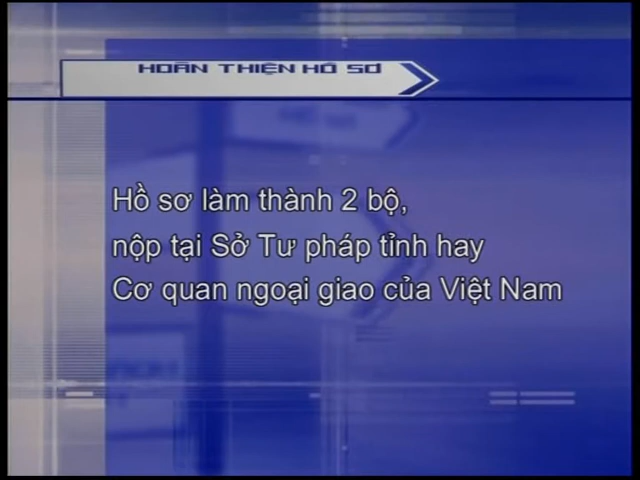 HOÀN THIỆN HỒ SƠ
Hồ sơ làm thành 2 bộ,
nộp tại Sở Tư pháp tỉnh hay
Cơ quan ngoại giao của Việt Nam